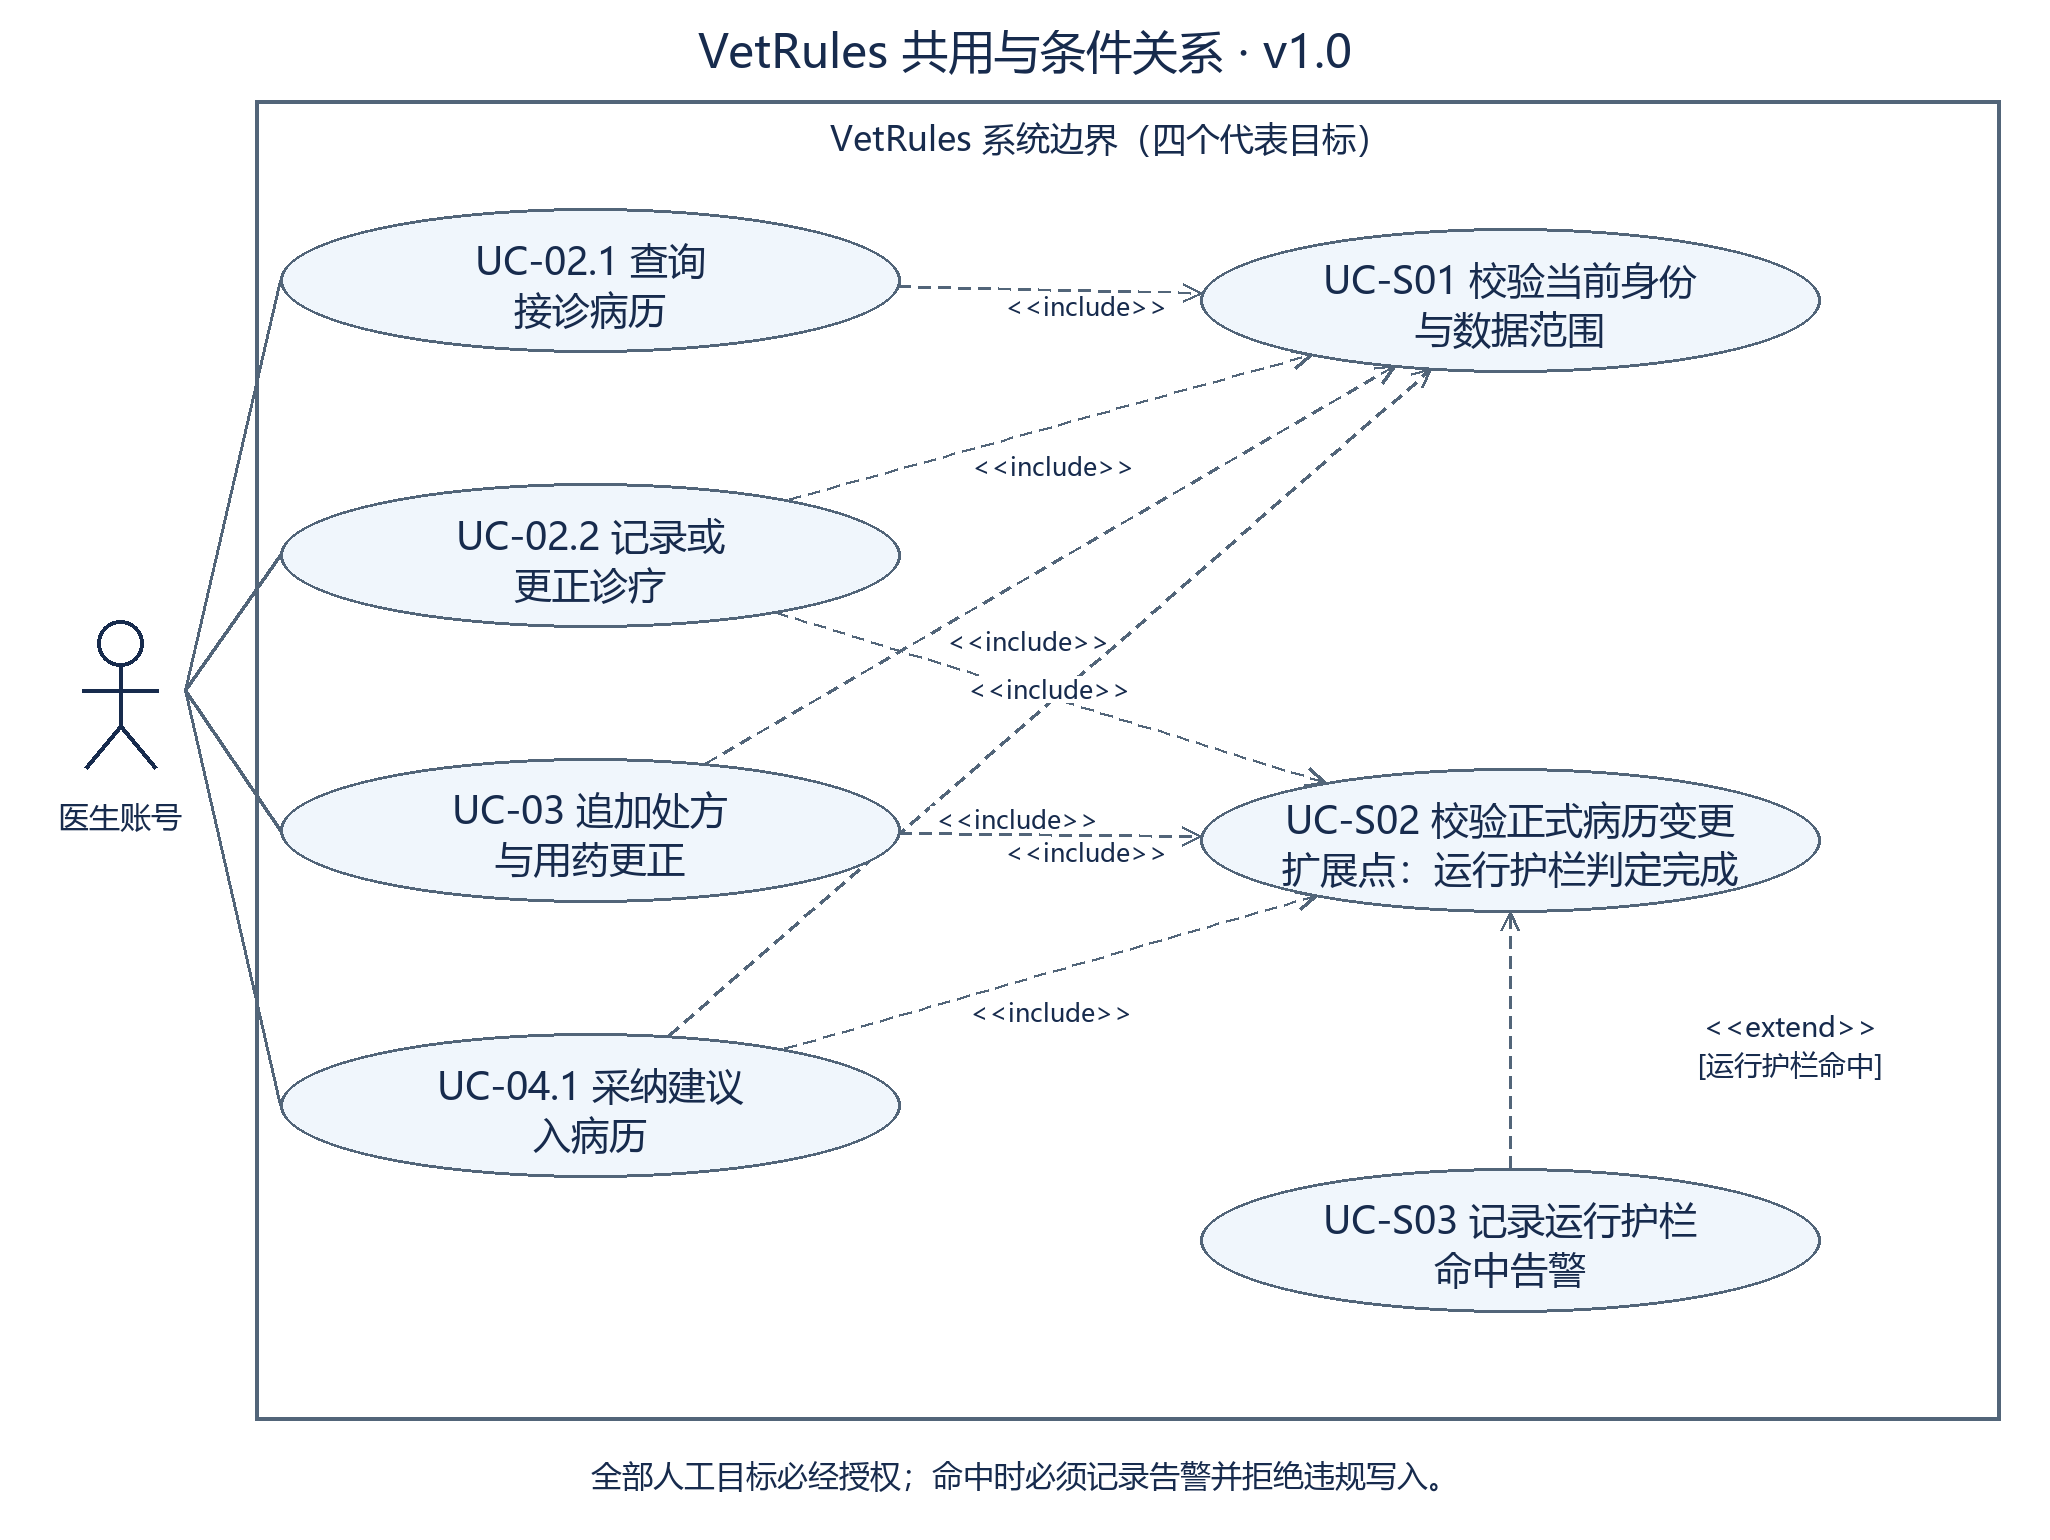 VetRules 共用与条件关系 · v1.0
VetRules 系统边界（四个代表目标）
UC-02.1 查询
接诊病历
<<include>>
UC-S01 校验当前身份
与数据范围
<<include>>
UC-02.2 记录或
更正诊疗
<<include>>
<<include>>
医生账号
UC-03 追加处方
与用药更正
<<include>>
<<include>>
UC-S02 校验正式病历变更
扩展点：运行护栏判定完成
<<include>>
<<extend>>
[运行护栏命中]
UC-04.1 采纳建议
入病历
UC-S03 记录运行护栏
命中告警
全部人工目标必经授权；命中时必须记录告警并拒绝违规写入。